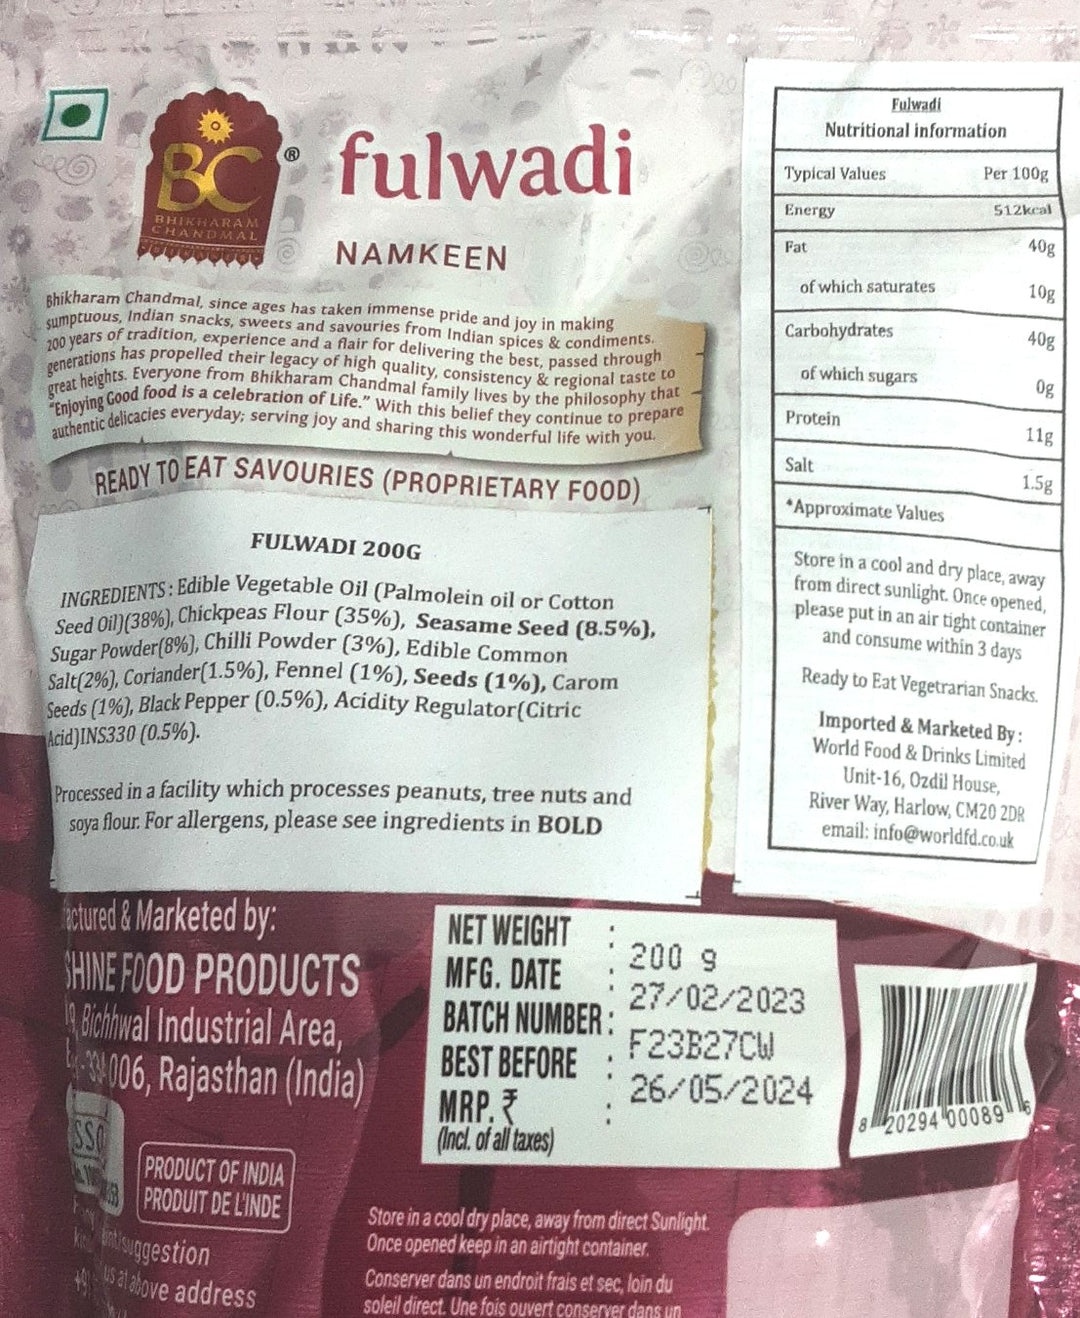 BC
®
BHIKHARAM
CHANDMAL
fulwadi
NAMKEEN
Bhikharam Chandmal, since ages has taken immense pride and joy in making
sumptuous, Indian snacks, sweets and savouries from Indian spices & condiments.
200 years of tradition, experience and a flair for delivering the best, passed through
generations has propelled their legacy of high quality, consistency & regional taste to
great heights. Everyone from Bhikharam Chandmal family lives by the philosophy that
"Enjoying Good food is a celebration of Life." With this belief they continue to prepare
authentic delicacies everyday; serving joy and sharing this wonderful life with you.
READY TO EAT SAVOURIES (PROPRIETARY FOOD)
FULWADI 200G
INGREDIENTS: Edible Vegetable Oil (Palmolein oil or Cotton
Seed Oil)(38%), Chickpeas Flour (35%), Seasame Seed (8.5%),
Sugar Powder(8%), Chilli Powder (3%), Edible Common
Salt(2%), Coriander(1.5%), Fennel (1%), Seeds (1%), Carom
Seeds (1%), Black Pepper (0.5%), Acidity Regulator(Citric
Acid)INS330 (0.5%).
Processed in a facility which processes peanuts, tree nuts and
soya flour. For allergens, please see ingredients in BOLD
Fulwadi
Nutritional information
Typical Values Per 100g
Energy 512kcal
Fat 40g
of which saturates 10g
Carbohydrates 40g
of which sugars 0g
Protein 11g
Salt 1.5g
*Approximate Values
Store in a cool and dry place, away
from direct sunlight. Once opened,
please put in an air tight container
and consume within 3 days
Ready to Eat Vegetrarian Snacks.
Imported & Marketed By:
World Food & Drinks Limited
Unit-16, Ozdil House,
River Way, Harlow, CM20 2DR
email: info@worldfd.co.uk
actured & Marketed by:
SHINE FOOD PRODUCTS
Bichhwal Industrial Area,
006, Rajasthan (India)
PRODUCT OF INDIA
PRODUIT DE L'INDE
suggestion
us at above address
NET WEIGHT : 200 g
MFG. DATE : 27/02/2023
BATCH NUMBER : F23B27CW
BEST BEFORE : 26/05/2024
MRP. ₹ :
(Incl. of all taxes)
8 20294 00089 6
Store in a cool dry place, away from direct Sunlight.
Once opened keep in an airtight container.
Conserver dans un endroit frais et sec, loin du
soleil direct. Une fois ouvert conserver dans un